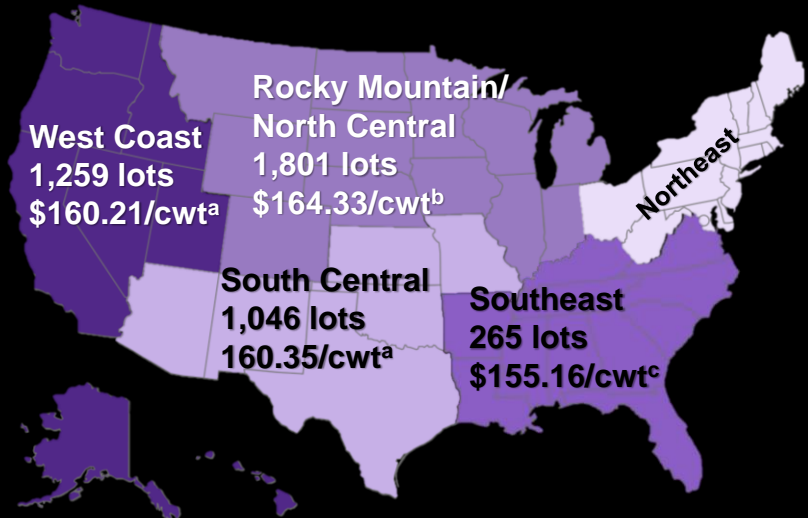 West Coast
1,259 lots
$160.21/cwtᵃ
Rocky Mountain/
North Central
1,801 lots
$164.33/cwtᵇ
South Central
1,046 lots
160.35/cwtᵃ
Southeast
265 lots
$155.16/cwtᶜ
Northeast